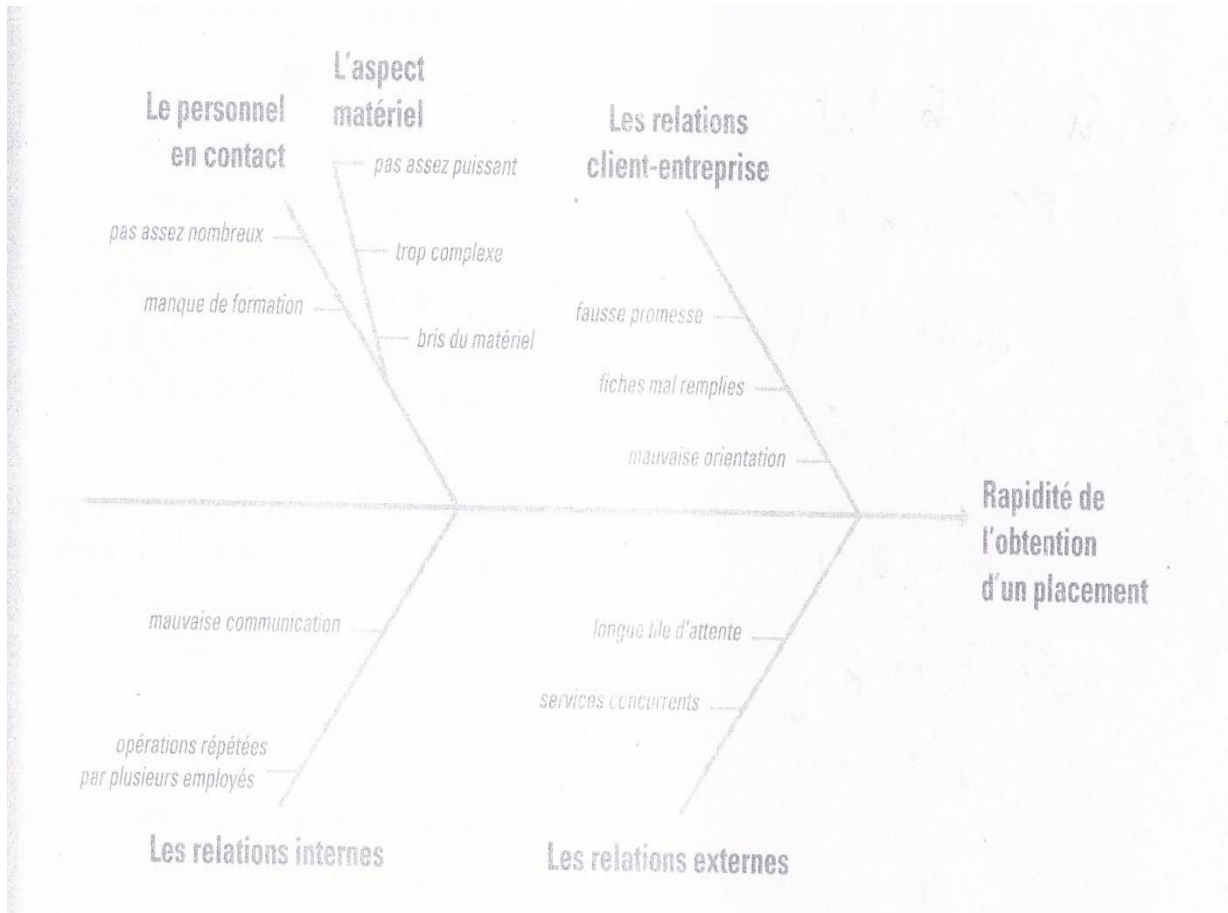 L'aspect
matériel
Le personnel
en contact
Les relations
client-entreprise
pas assez puissant
pas assez nombreux
trop complexe
manque de formation
bris du matériel
fausse promesse
fiches mal remplies
mauvaise orientation
Rapidité de
l'obtention
d'un placement
mauvaise communication
longue file d'attente
services concurrents
opérations répétées
par plusieurs employés
Les relations internes
Les relations externes